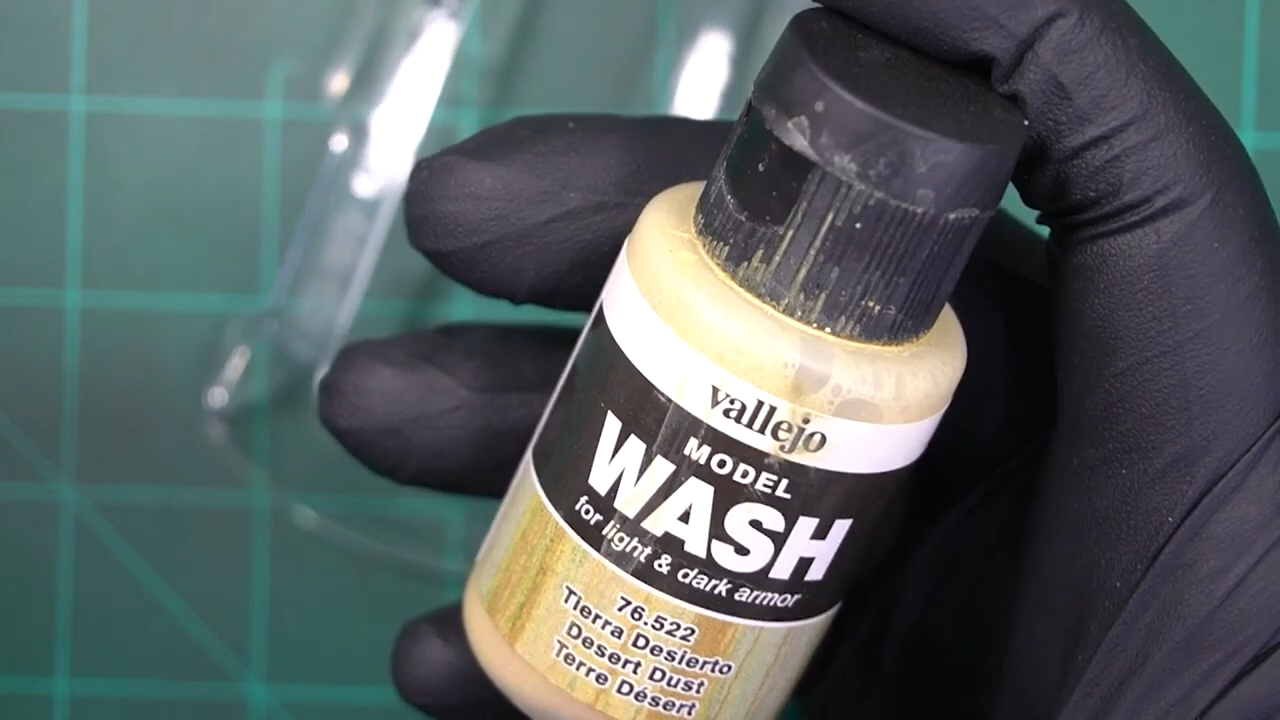 vallejo
MODEL
WASH
for light & dark armor
76.522
Tierra Desierto
Desert Dust
Terre Désert